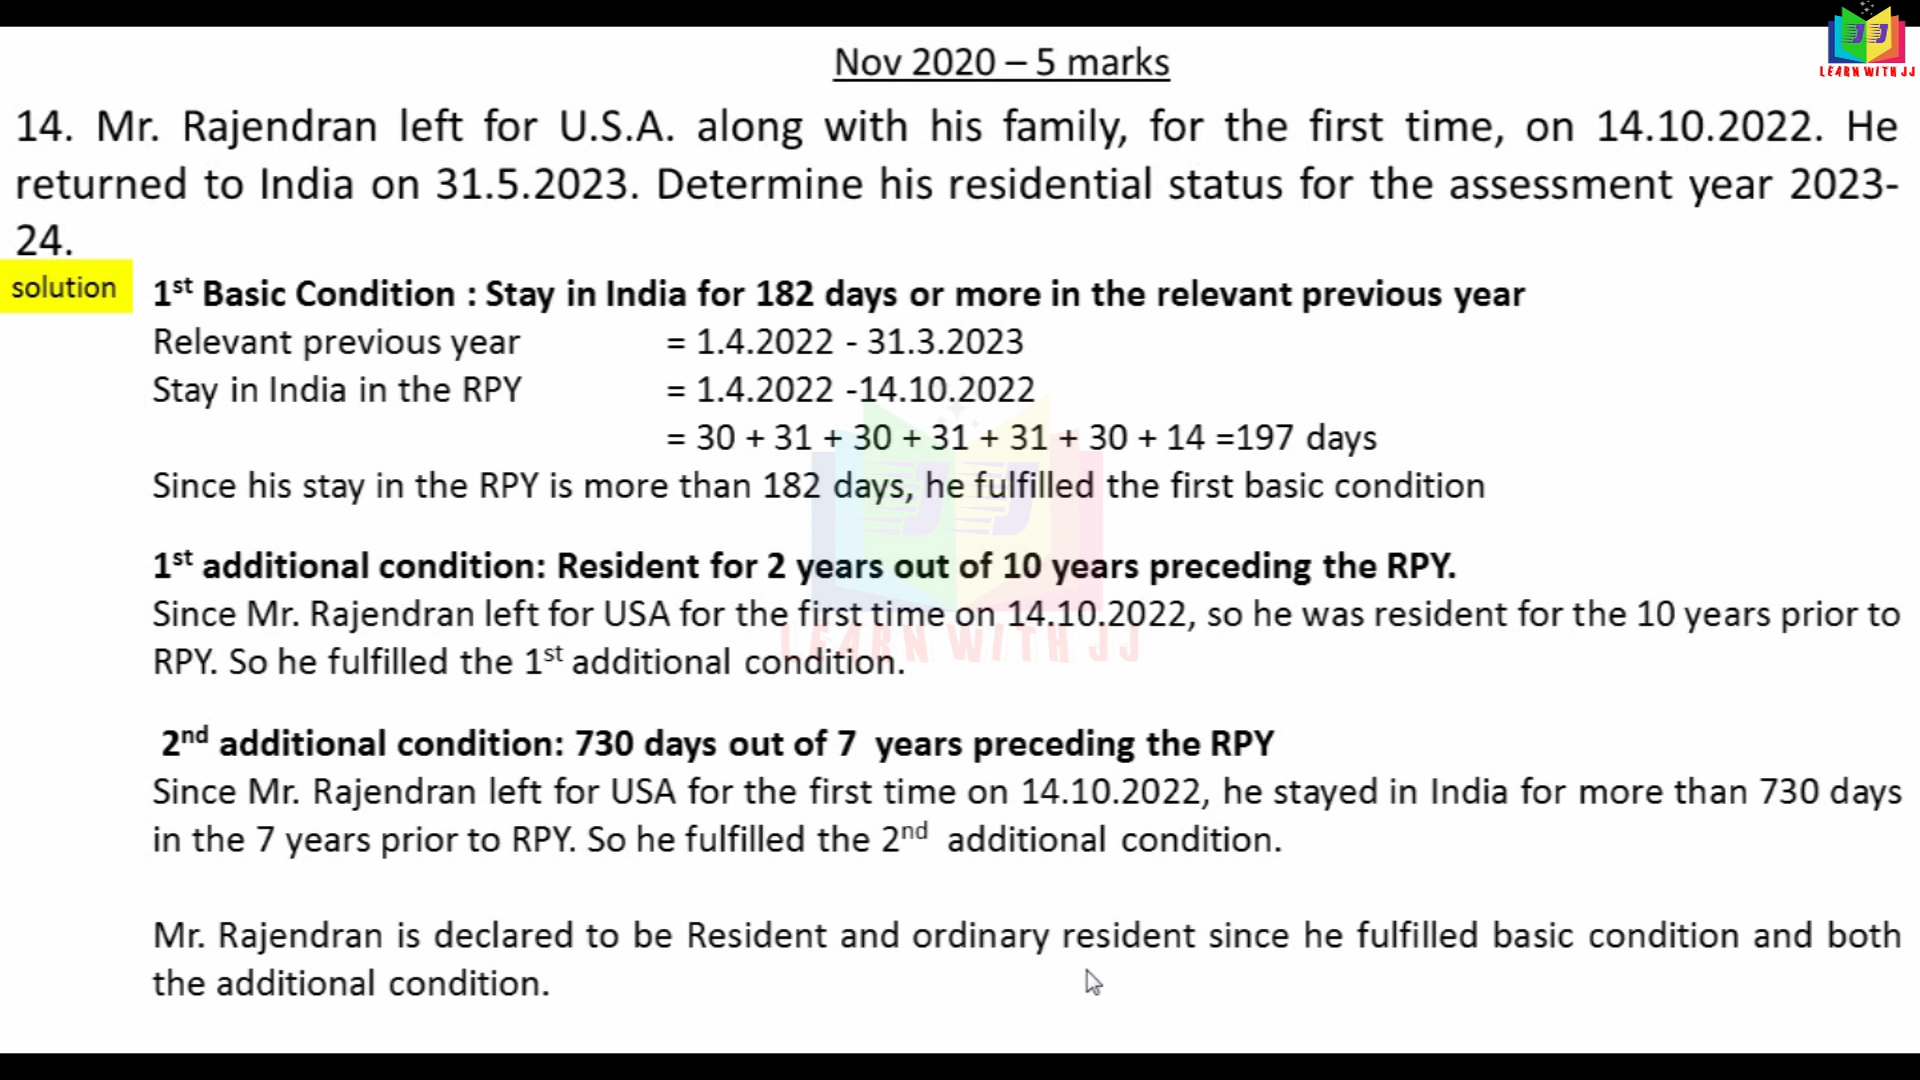 LEARN WITH JJ
Nov 2020 – 5 marks
14. Mr. Rajendran left for U.S.A. along with his family, for the first time, on 14.10.2022. He
returned to India on 31.5.2023. Determine his residential status for the assessment year 2023-
24.
solution
1st Basic Condition : Stay in India for 182 days or more in the relevant previous year
Relevant previous year = 1.4.2022 - 31.3.2023
Stay in India in the RPY = 1.4.2022 -14.10.2022
= 30 + 31 + 30 + 31 + 31 + 30 + 14 =197 days
Since his stay in the RPY is more than 182 days, he fulfilled the first basic condition
1st additional condition: Resident for 2 years out of 10 years preceding the RPY.
Since Mr. Rajendran left for USA for the first time on 14.10.2022, so he was resident for the 10 years prior to
LEARN WITH JJ
RPY. So he fulfilled the 1st additional condition.
2nd additional condition: 730 days out of 7 years preceding the RPY
Since Mr. Rajendran left for USA for the first time on 14.10.2022, he stayed in India for more than 730 days
in the 7 years prior to RPY. So he fulfilled the 2nd additional condition.
Mr. Rajendran is declared to be Resident and ordinary resident since he fulfilled basic condition and both
the additional condition.